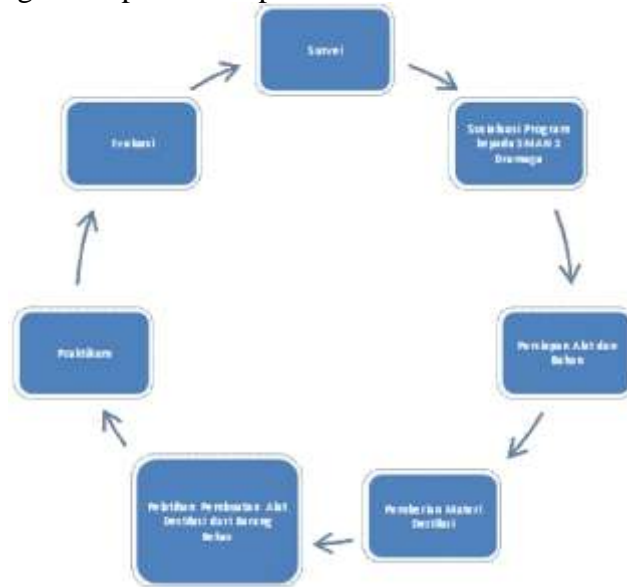 Survei
Sosialisasi Program
kepada SMAN 1
Dramaga
Persiapan Alat dan
Bahan
Pemberian Materi
Destilasi
Pelatihan Pembuatan Alat
Destilasi dari Barang
Bekas
Praktikum
Evaluasi